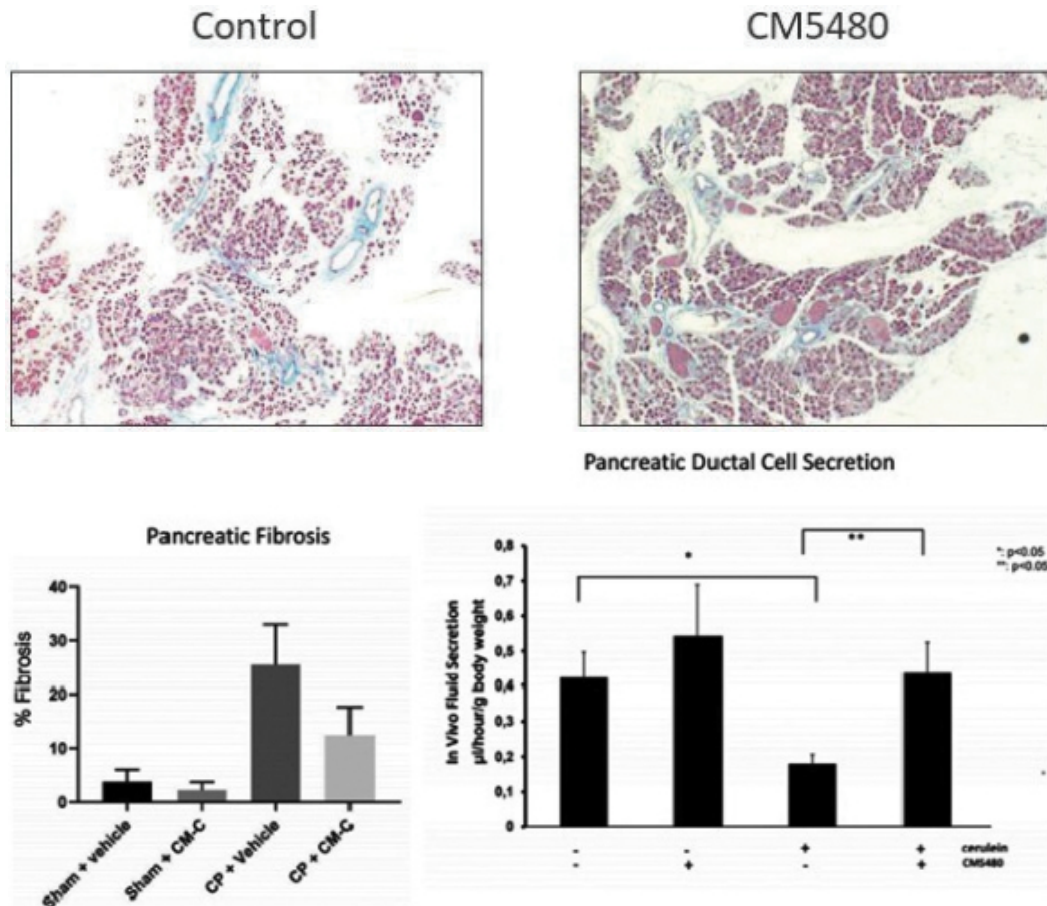 Control
CM5480
Pancreatic Ductal Cell Secretion
Pancreatic Fibrosis
% Fibrosis
40
30
20
10
0
Sham + vehicle
Sham + CM-C
CP + Vehicle
CP + CM-C
In Vivo Fluid Secretion
µl/hour/g body weight
0,8
0,7
0,6
0,5
0,4
0,3
0,2
0,1
0
*
**
*: p<0.05
**: p<0.05
- - + + cerulein
- + - + CM5480